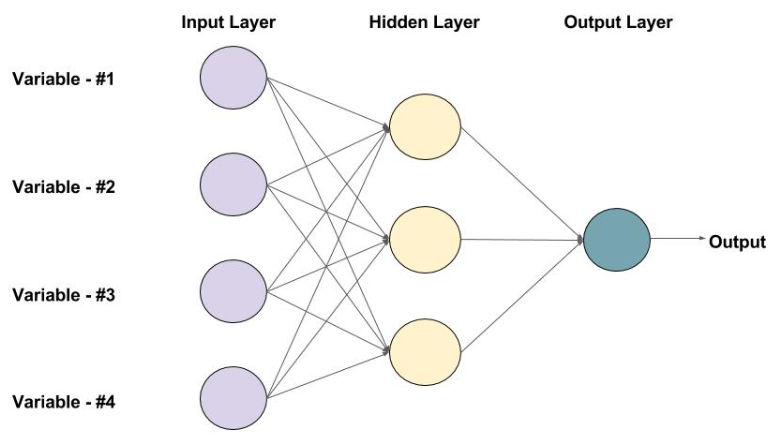 Input Layer
Hidden Layer
Output Layer
Variable - #1
Variable - #2
Output
Variable - #3
Variable - #4